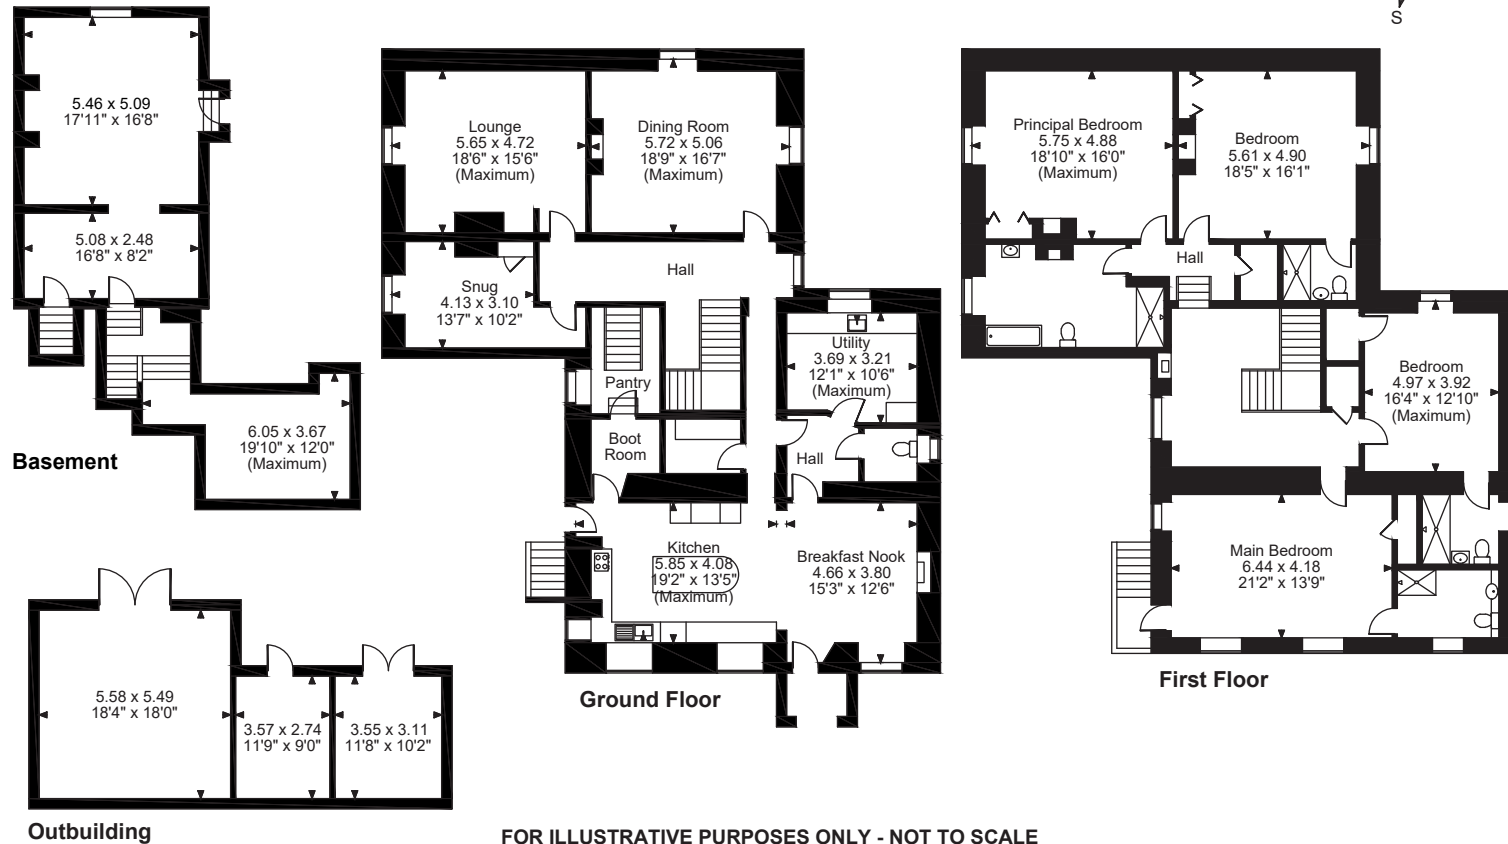 S
5.46 x 5.09
17'11" x 16'8"
5.08 x 2.48
16'8" x 8'2"
6.05 x 3.67
19'10" x 12'0"
(Maximum)
Basement
Lounge
5.65 x 4.72
18'6" x 15'6"
(Maximum)
Dining Room
5.72 x 5.06
18'9" x 16'7"
(Maximum)
Hall
Snug
4.13 x 3.10
13'7" x 10'2"
Utility
3.69 x 3.21
12'1" x 10'6"
(Maximum)
Pantry
Boot
Room
Hall
Kitchen
5.85 x 4.08
19'2" x 13'5"
(Maximum)
Breakfast Nook
4.66 x 3.80
15'3" x 12'6"
Ground Floor
Principal Bedroom
5.75 x 4.88
18'10" x 16'0"
(Maximum)
Bedroom
5.61 x 4.90
18'5" x 16'1"
Hall
Bedroom
4.97 x 3.92
16'4" x 12'10"
(Maximum)
Main Bedroom
6.44 x 4.18
21'2" x 13'9"
First Floor
5.58 x 5.49
18'4" x 18'0"
3.57 x 2.74
11'9" x 9'0"
3.55 x 3.11
11'8" x 10'2"
Outbuilding
FOR ILLUSTRATIVE PURPOSES ONLY - NOT TO SCALE